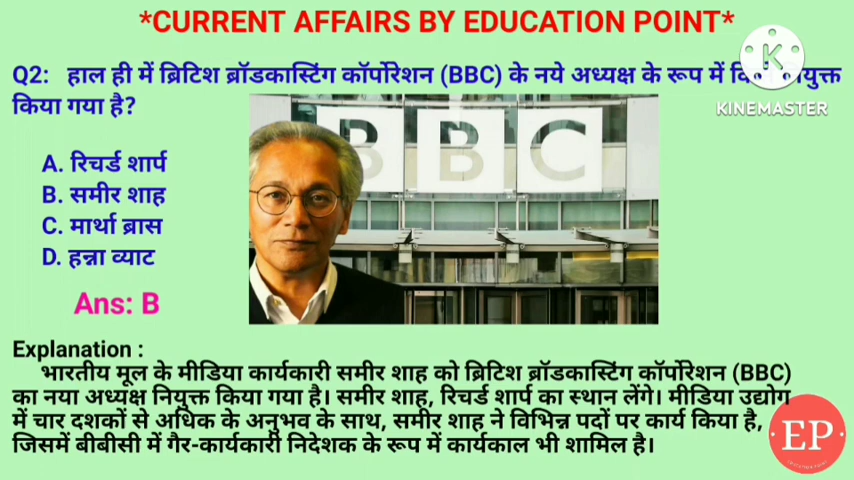 *CURRENT AFFAIRS BY EDUCATION POINT*
Q2: हाल ही में ब्रिटिश ब्रॉडकास्टिंग कॉर्पोरेशन (BBC) के नये अध्यक्ष के रूप में
किया गया है?
KINEMASTER
A. रिचर्ड शार्प
B. समीर शाह
C. मार्था ब्रास
D. हन्ना व्याट
Ans: B
BBC
Explanation :
भारतीय मूल के मीडिया कार्यकारी समीर शाह को ब्रिटिश ब्रॉडकास्टिंग कॉर्पोरेशन (BBC)
का नया अध्यक्ष नियुक्त किया गया है। समीर शाह, रिचर्ड शार्प का स्थान लेंगे। मीडिया उद्योग
में चार दशकों से अधिक के अनुभव के साथ, समीर शाह ने विभिन्न पदों पर कार्य किया है,
जिसमें बीबीसी में गैर-कार्यकारी निदेशक के रूप में कार्यकाल भी शामिल है।
EP